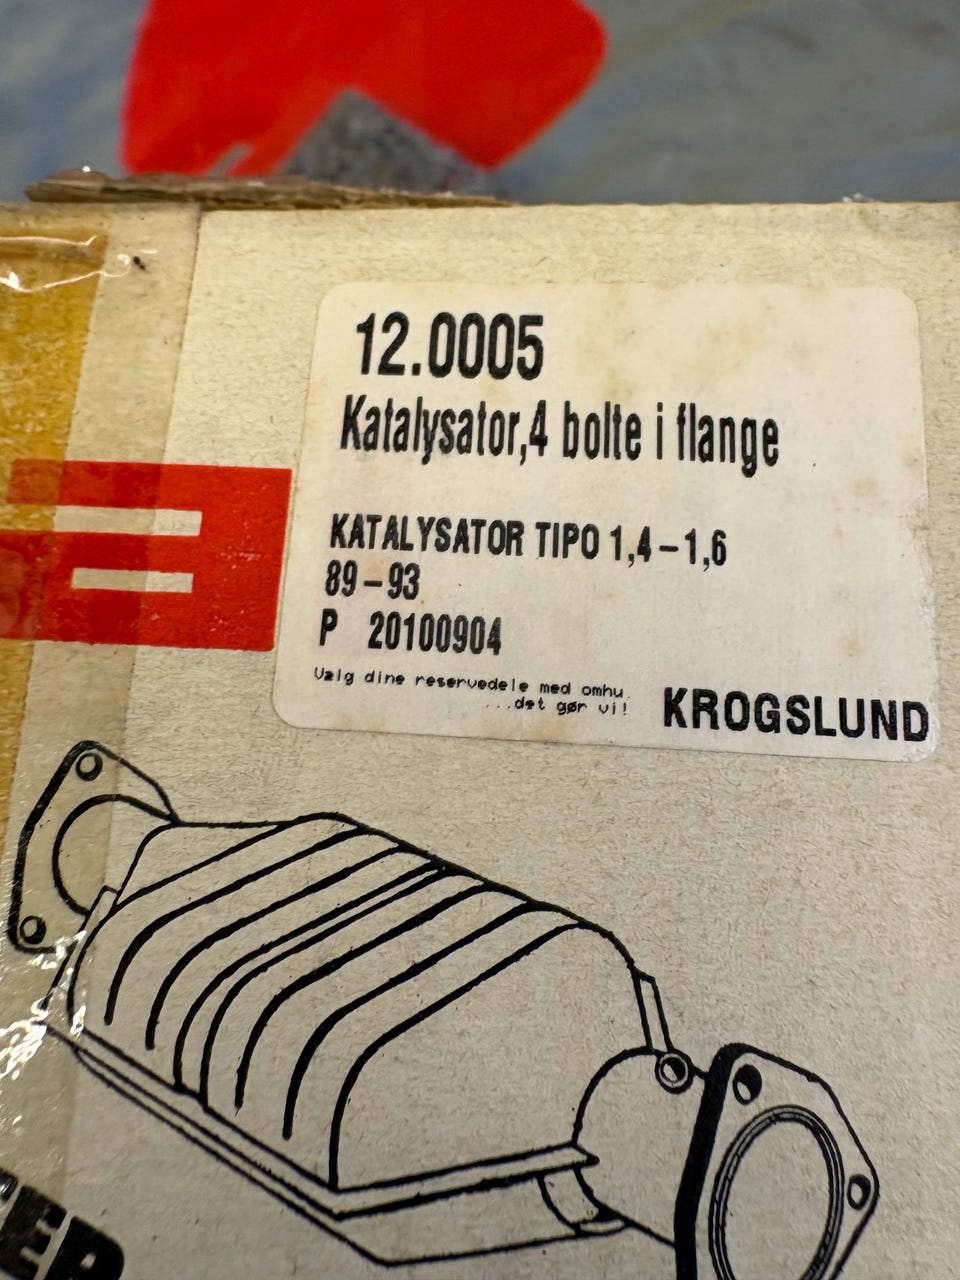 12.0005
Katalysator,4 bolte i flange
KATALYSATOR TIPO 1,4-1,6
89-93
P 20100904
Vælg dine reservedele med omhu.
...det gør vi!
KROGSLUND